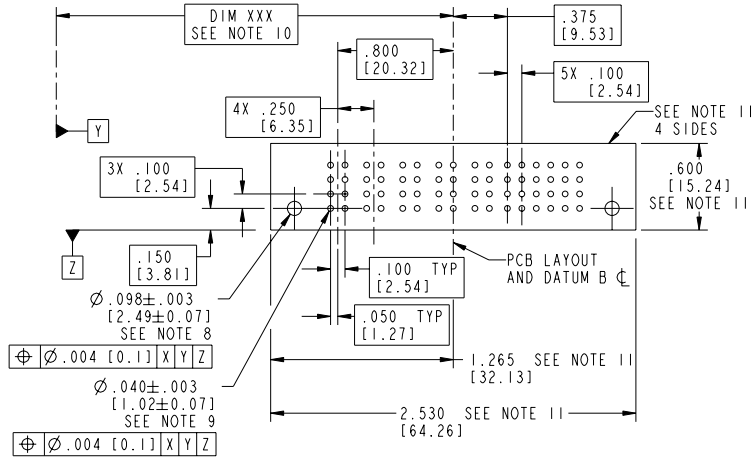 DIM XXX
SEE NOTE 10
.375
[9.53]
.800
[20.32]
5X .100
[2.54]
4X .250
[6.35]
SEE NOTE 11
4 SIDES
Y
3X .100
[2.54]
.600
[15.24]
SEE NOTE 11
Z
.150
[3.81]
PCB LAYOUT
AND DATUM B ℄
.100 TYP
[2.54]
Ø.098±.003
[2.49±0.07]
SEE NOTE 8
⌖ Ø.004 [0.1] X Y Z
.050 TYP
[1.27]
1.265 SEE NOTE 11
[32.13]
Ø.040±.003
[1.02±0.07]
SEE NOTE 9
⌖ Ø.004 [0.1] X Y Z
2.530 SEE NOTE 11
[64.26]